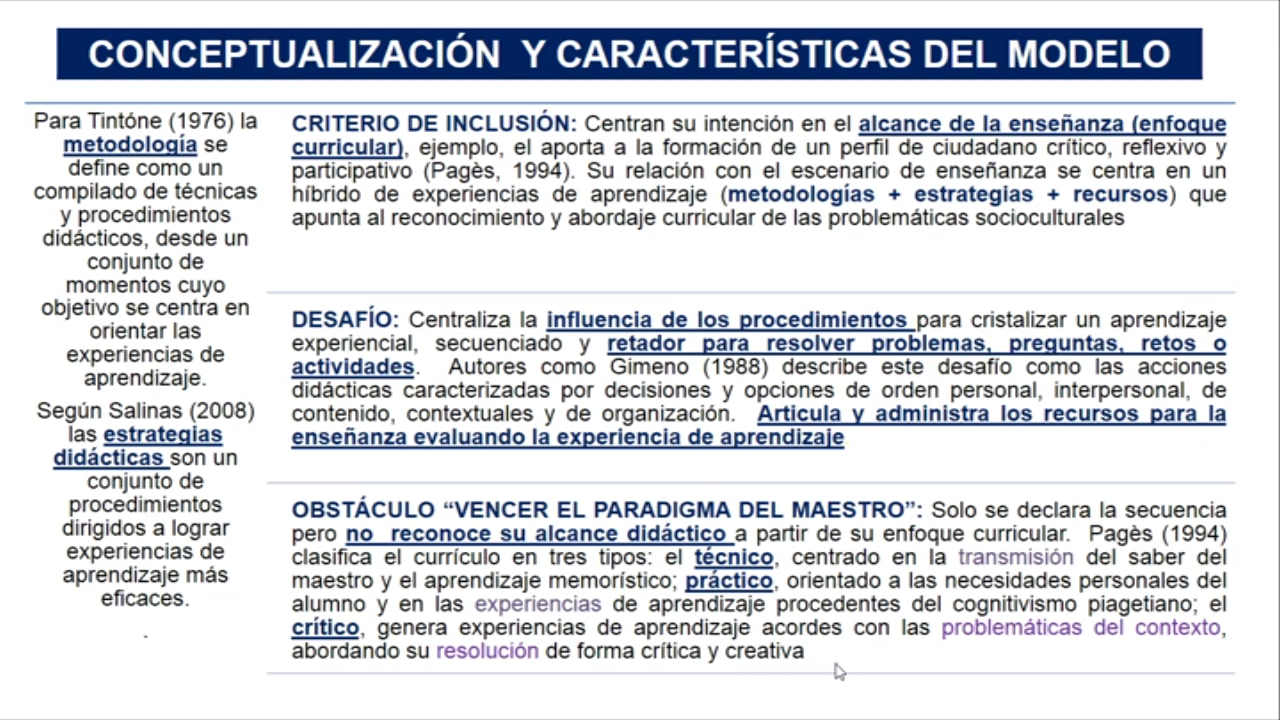 CONCEPTUALIZACIÓN Y CARACTERÍSTICAS DEL MODELO
Para Tintóne (1976) la
metodología se
define como un
compilado de técnicas
y procedimientos
didácticos, desde un
conjunto de
momentos cuyo
objetivo se centra en
orientar las
experiencias de
aprendizaje.
Según Salinas (2008)
las estrategias
didácticas son un
conjunto de
procedimientos
dirigidos a lograr
experiencias de
aprendizaje más
eficaces.
.
CRITERIO DE INCLUSIÓN: Centran su intención en el alcance de la enseñanza (enfoque
curricular), ejemplo, el aporta a la formación de un perfil de ciudadano crítico, reflexivo y
participativo (Pagès, 1994). Su relación con el escenario de enseñanza se centra en un
híbrido de experiencias de aprendizaje (metodologías + estrategias + recursos) que
apunta al reconocimiento y abordaje curricular de las problemáticas socioculturales
DESAFÍO: Centraliza la influencia de los procedimientos para cristalizar un aprendizaje
experiencial, secuenciado y retador para resolver problemas, preguntas, retos o
actividades. Autores como Gimeno (1988) describe este desafío como las acciones
didácticas caracterizadas por decisiones y opciones de orden personal, interpersonal, de
contenido, contextuales y de organización. Articula y administra los recursos para la
enseñanza evaluando la experiencia de aprendizaje
OBSTÁCULO “VENCER EL PARADIGMA DEL MAESTRO”: Solo se declara la secuencia
pero no reconoce su alcance didáctico a partir de su enfoque curricular. Pagès (1994)
clasifica el currículo en tres tipos: el técnico, centrado en la transmisión del saber del
maestro y el aprendizaje memorístico; práctico, orientado a las necesidades personales del
alumno y en las experiencias de aprendizaje procedentes del cognitivismo piagetiano; el
crítico, genera experiencias de aprendizaje acordes con las problemáticas del contexto,
abordando su resolución de forma crítica y creativa